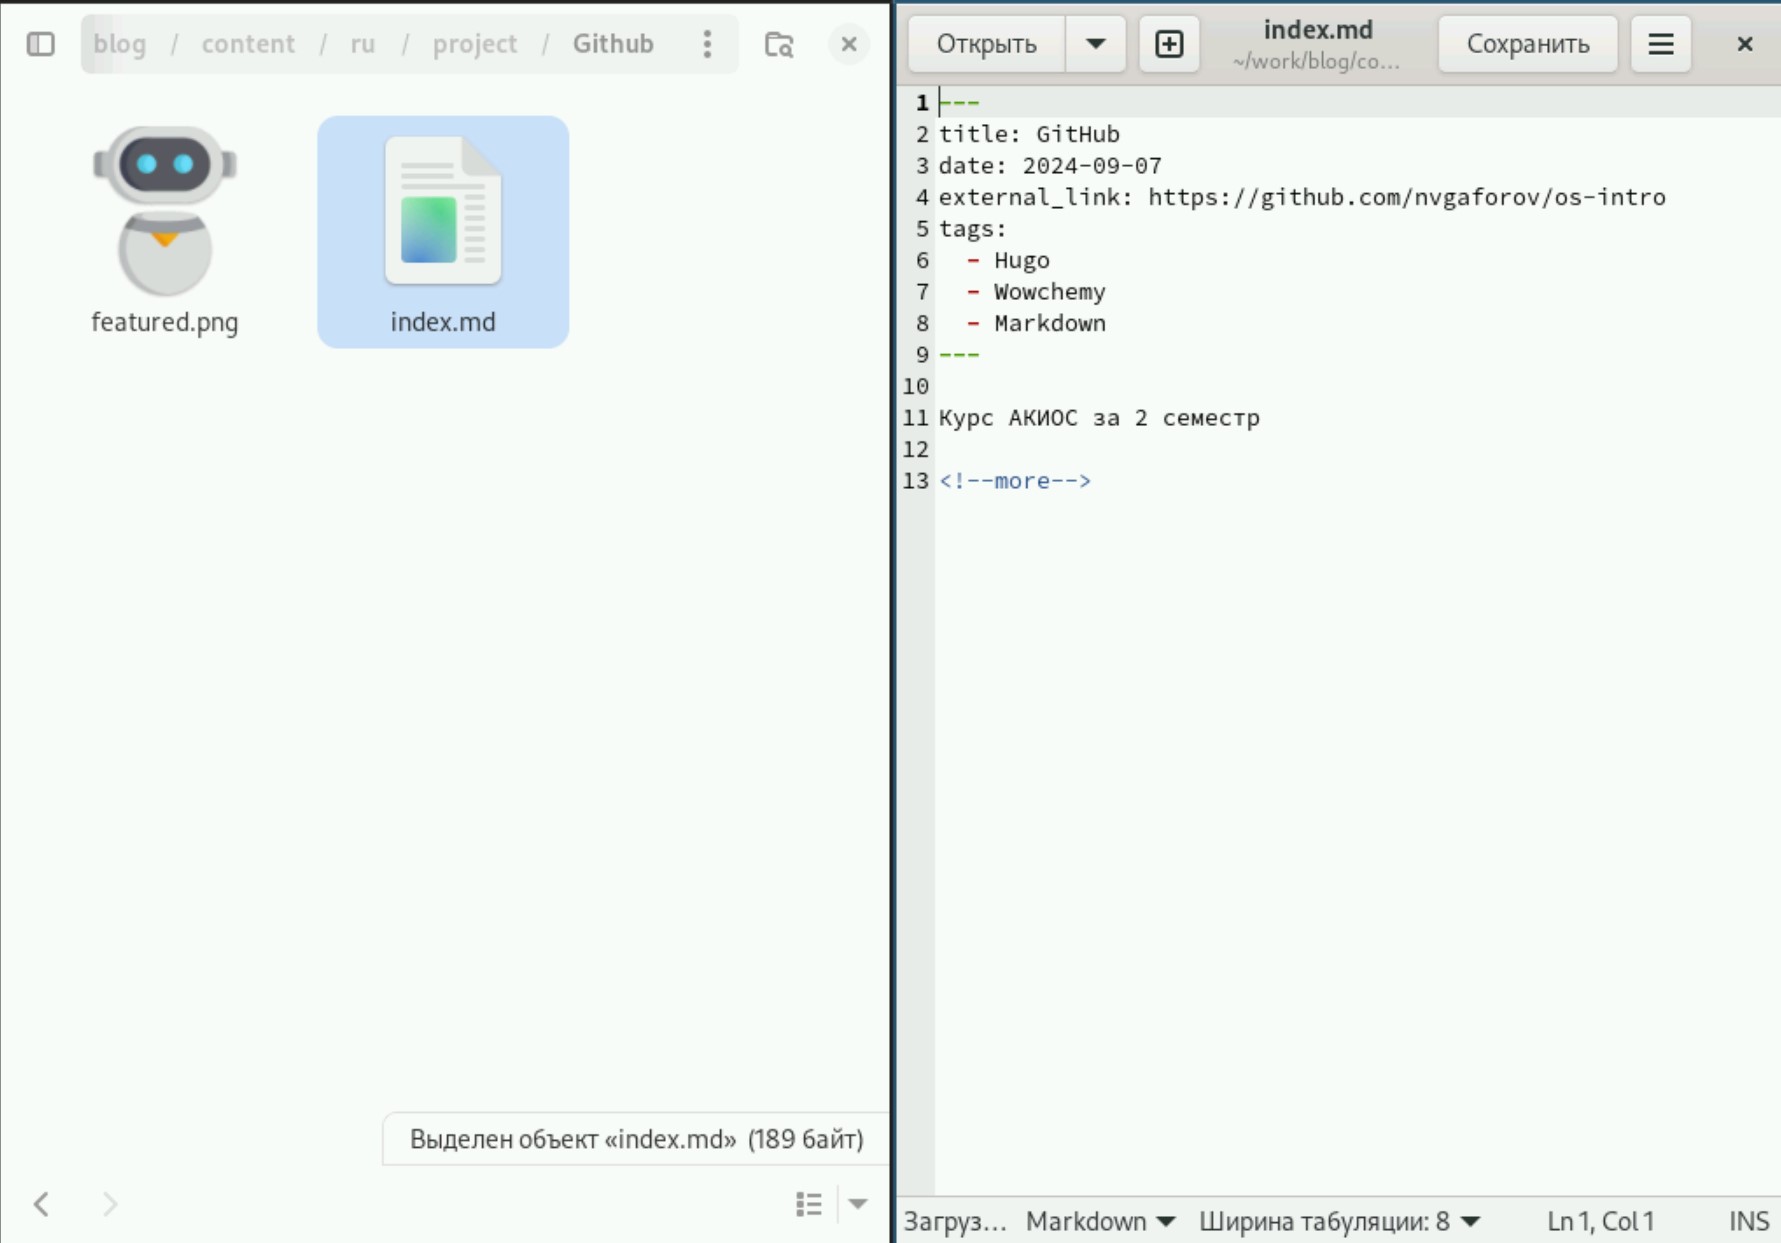 blog / content / ru / project / Github
featured.png
index.md
Выделен объект «index.md» (189 байт)
Открыть
index.md
~/work/blog/co...
Сохранить
1 ---
2 title: GitHub
3 date: 2024-09-07
4 external_link: https://github.com/nvgaforov/os-intro
5 tags:
6   - Hugo
7   - Wowchemy
8   - Markdown
9 ---
10
11 Курс АКИОС за 2 семестр
12
13 <!--more-->
Загруз... Markdown Ширина табуляции: 8 Ln 1, Col 1 INS